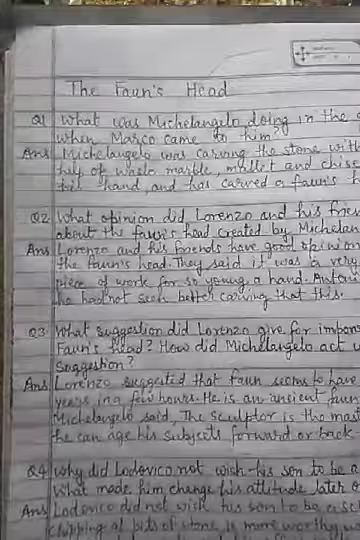 The Faun's Head
Q1 What was Michelangelo doing in the
when Marco came to him?
Ans Michelangelo was carving the stone with
help of waste marble, mallet and chise
his hand, and has carved a faun's h
Q2 What opinion did Lorenzo and his frie
about the faun's head created by Michelan
Ans Lorenzo and his friends have good opinion
the faun's head. They said it was a very
piece of work for so young a hand. Anton
he had not seen better carving that this.
Q3 What suggestion did Lorenzo give for
Faun's head? How did Michelangelo act u
Suggestion?
Ans Lorenzo suggested that faun seems to have
years in a few hours. He is an ancient faun
Michelangelo said, The sculptor is the mast
he can age his subjects forward or back-
Q4 Why did Lodovico not wish his son to be a
What made him change his attitude later o
Ans Lodovico did not wish his son to be a sc
chipping of bits of stone is more worthy